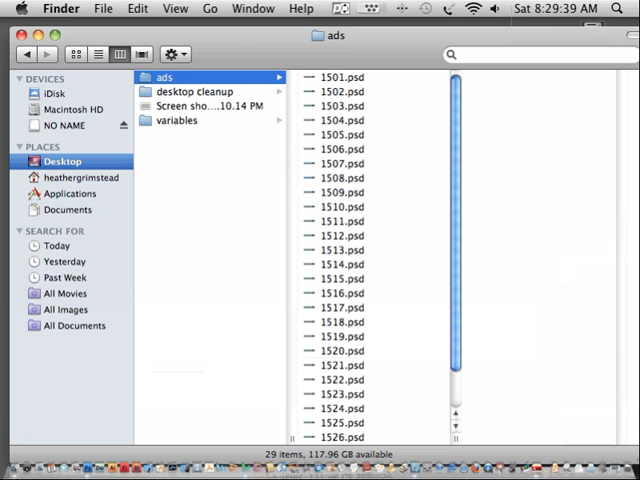 Finder File Edit View Go Window Help Sat 8:29:39 AM
ads
DEVICES
iDisk
Macintosh HD
NO NAME
PLACES
Desktop
heathergrimstead
Applications
Documents
SEARCH FOR
Today
Yesterday
Past Week
All Movies
All Images
All Documents
ads
desktop cleanup
Screen sho....10.14 PM
variables
1501.psd
1502.psd
1503.psd
1504.psd
1505.psd
1506.psd
1507.psd
1508.psd
1509.psd
1510.psd
1511.psd
1512.psd
1513.psd
1514.psd
1515.psd
1516.psd
1517.psd
1518.psd
1519.psd
1520.psd
1521.psd
1522.psd
1523.psd
1524.psd
1525.psd
1526.psd
29 items, 117.96 GB available